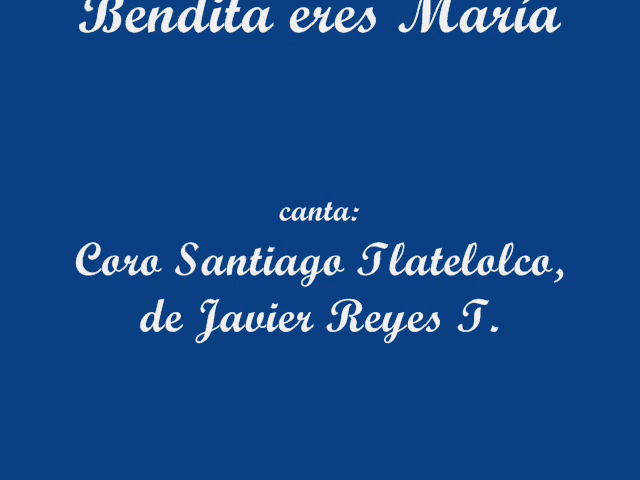 Bendita eres María
canta:
Coro Santiago Tlatelolco,
de Javier Reyes T.